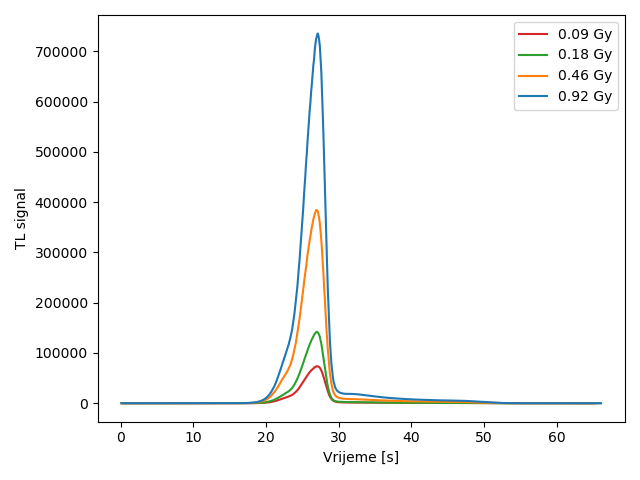 0.09 Gy
0.18 Gy
0.46 Gy
0.92 Gy
700000
600000
500000
400000
300000
200000
100000
0
TL signal
0 10 20 30 40 50 60
Vrijeme [s]